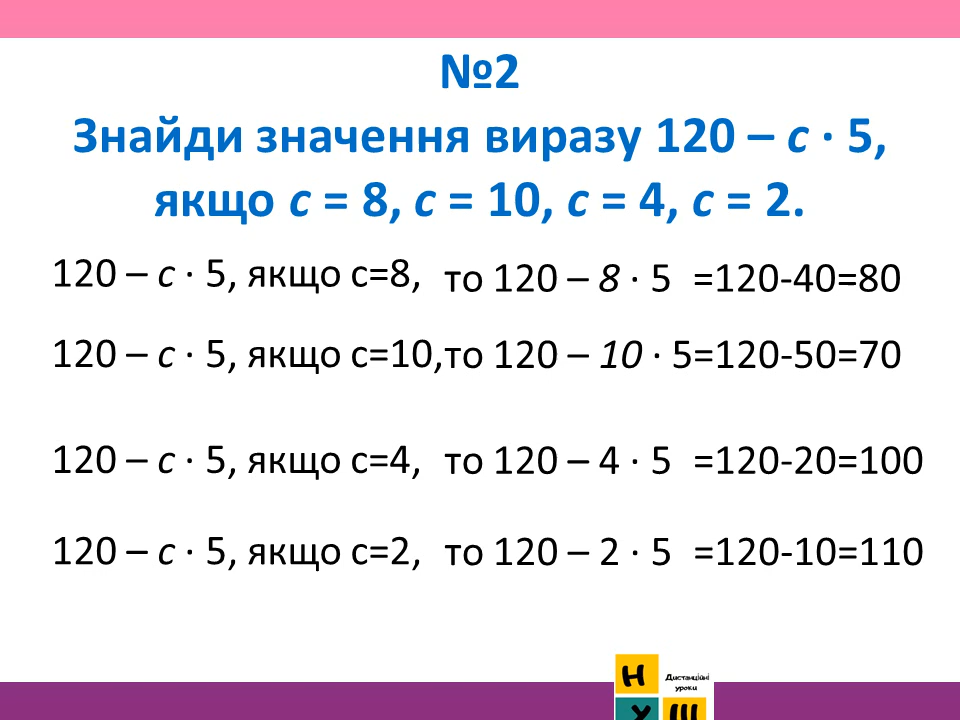 №2
Знайди значення виразу 120 – с · 5,
якщо с = 8, с = 10, с = 4, с = 2.
120 – с · 5, якщо с=8, то 120 – 8 · 5 =120-40=80
120 – с · 5, якщо с=10, то 120 – 10 · 5=120-50=70
120 – с · 5, якщо с=4, то 120 – 4 · 5 =120-20=100
120 – с · 5, якщо с=2, то 120 – 2 · 5 =120-10=110
Н Дистанційні
уроки
У Ш